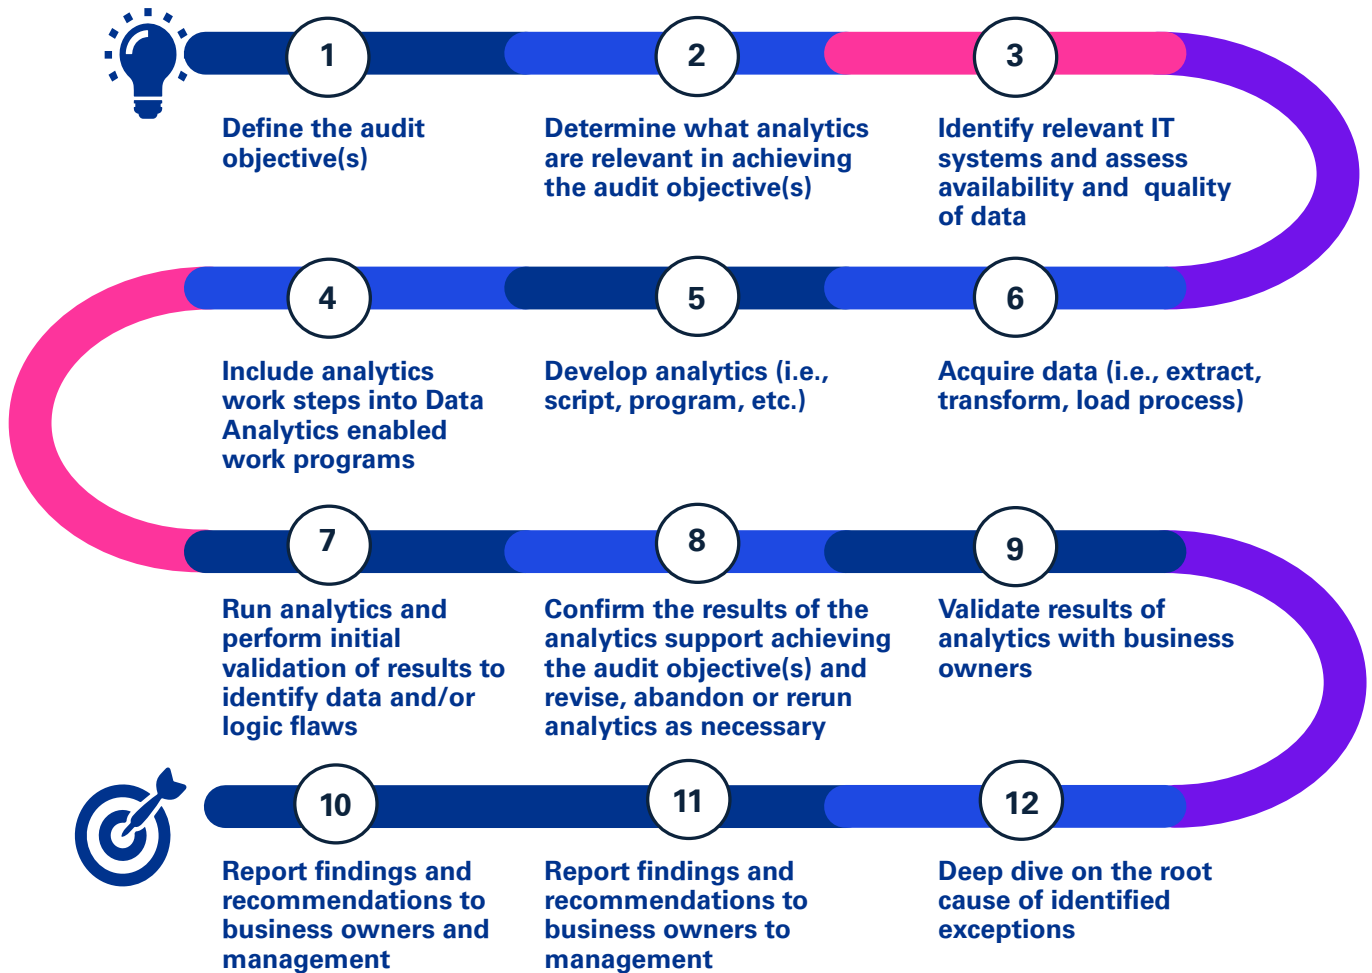 1
Define the audit
objective(s)
2
Determine what analytics
are relevant in achieving
the audit objective(s)
3
Identify relevant IT
systems and assess
availability and  quality
of data
4
Include analytics
work steps into Data
Analytics enabled
work programs
5
Develop analytics (i.e.,
script, program, etc.)
6
Acquire data (i.e., extract,
transform, load process)
7
Run analytics and
perform initial
validation of results to
identify data and/or
logic flaws
8
Confirm the results of the
analytics support achieving
the audit objective(s) and
revise, abandon or rerun
analytics as necessary
9
Validate results of
analytics with business
owners
10
Report findings and
recommendations to
business owners and
management
11
Report findings and
recommendations to
business owners to
management
12
Deep dive on the root
cause of identified
exceptions